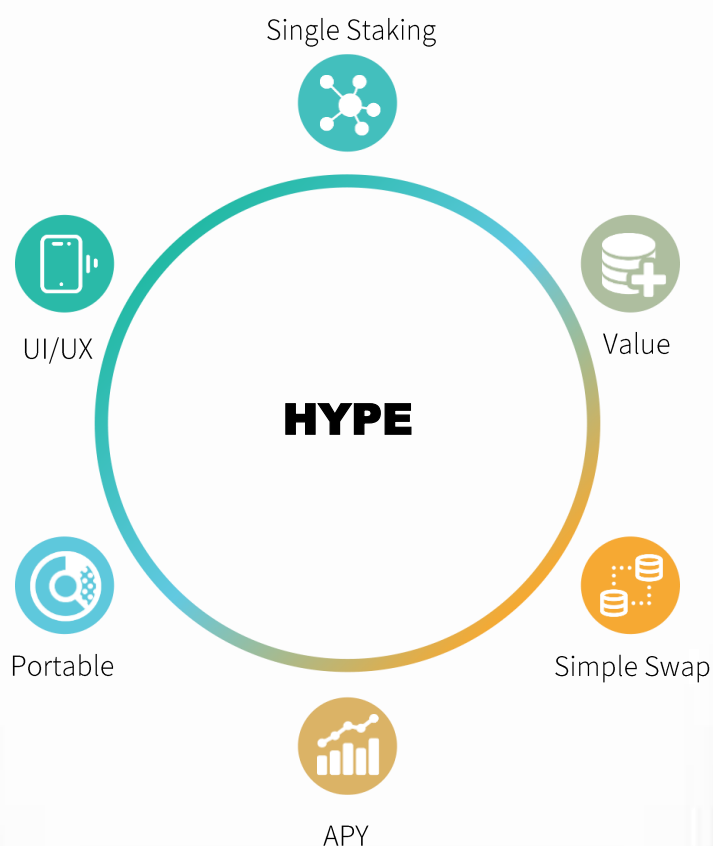 Single Staking
UI/UX
Value
HYPE
Portable
Simple Swap
APY